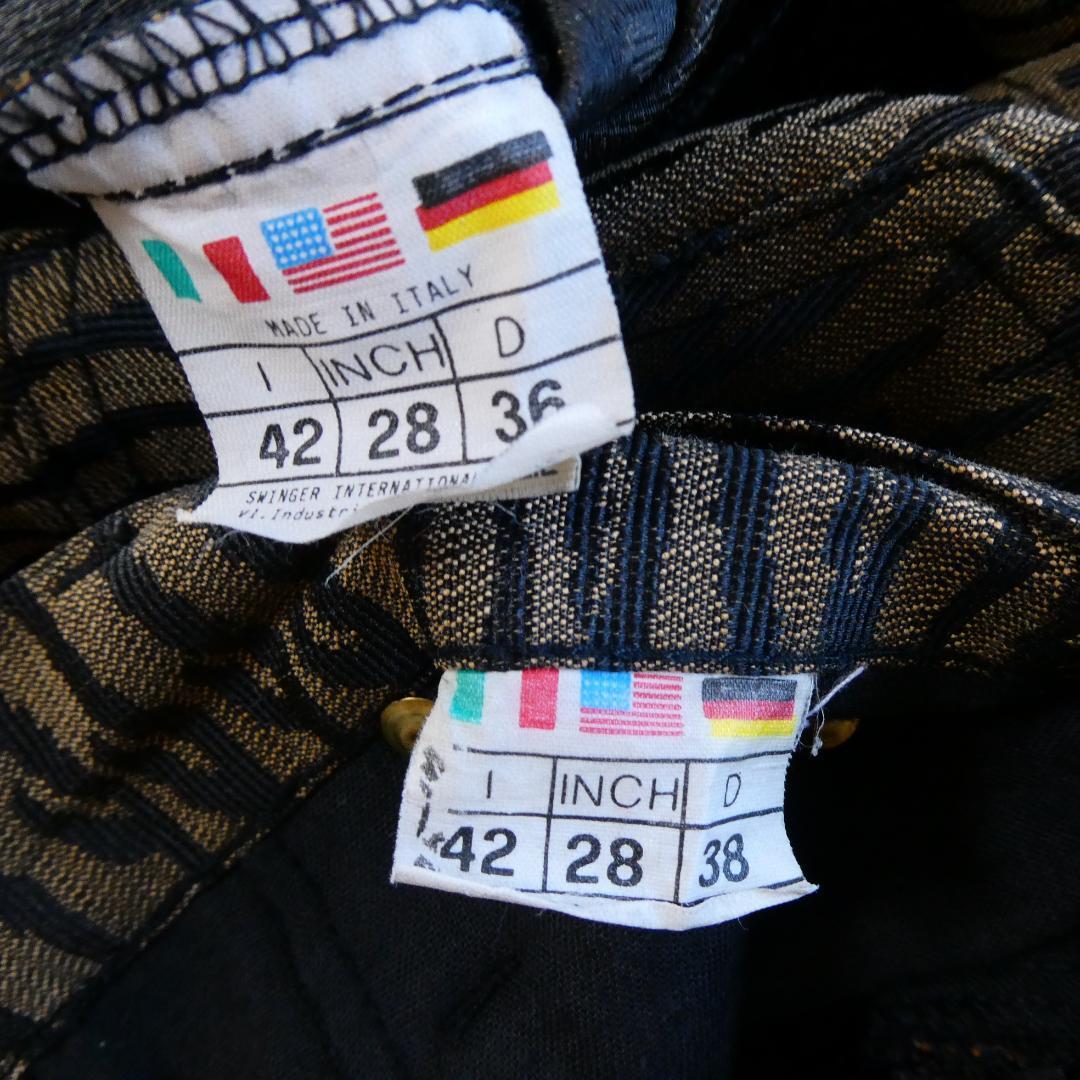 MADE IN ITALY
I INCH D
42 28 36
SWINGER INTERNATIONAL
I INCH D
42 28 38